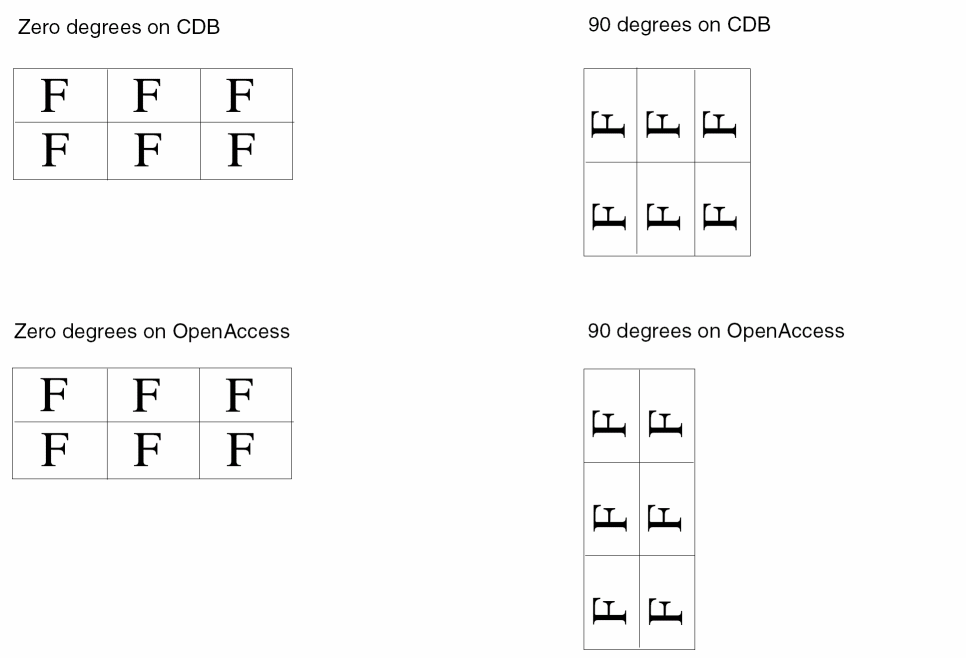 Zero degrees on CDB
90 degrees on CDB
F F F
F F F
F F F
F F F
Zero degrees on OpenAccess
90 degrees on OpenAccess
F F F
F F F
F F
F F
F F